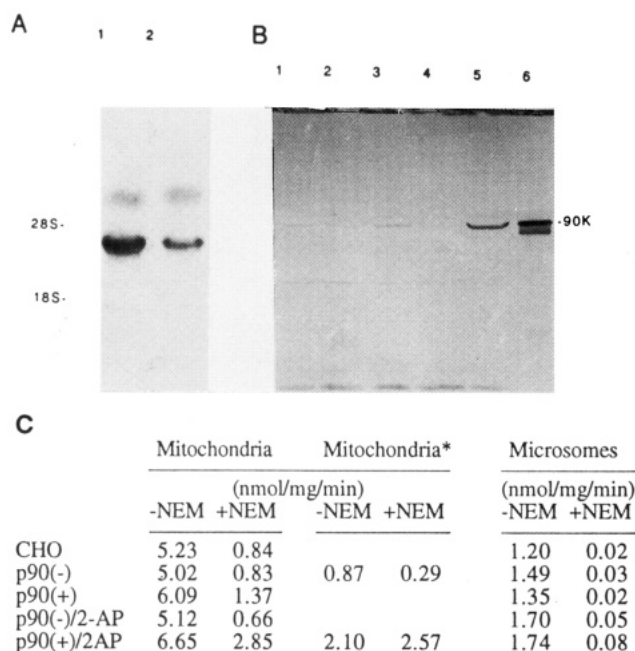 A
1 2
B
1 2 3 4 5 6
28S-
18S-
-90K
C
Mitochondria Mitochondria* Microsomes
(nmol/mg/min) (nmol/mg/min)
-NEM +NEM -NEM +NEM -NEM +NEM
CHO 5.23 0.84 1.20 0.02
p90(-) 5.02 0.83 0.87 0.29 1.49 0.03
p90(+) 6.09 1.37 1.35 0.02
p90(-)/2-AP 5.12 0.66 1.70 0.05
p90(+)/2AP 6.65 2.85 2.10 2.57 1.74 0.08